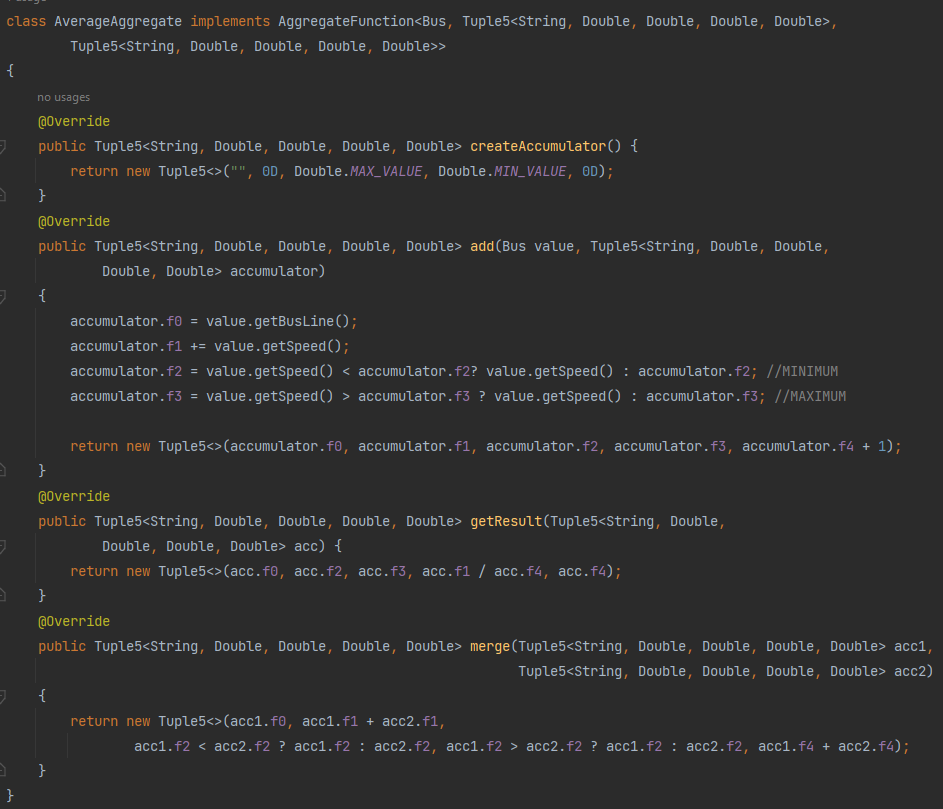 class AverageAggregate implements AggregateFunction<Bus, Tuple5<String, Double, Double, Double, Double>,
        Tuple5<String, Double, Double, Double, Double>>
{
    no usages
    @Override
    public Tuple5<String, Double, Double, Double, Double> createAccumulator() {
        return new Tuple5<>("", 0D, Double.MAX_VALUE, Double.MIN_VALUE, 0D);
    }
    @Override
    public Tuple5<String, Double, Double, Double, Double> add(Bus value, Tuple5<String, Double, Double,
            Double, Double> accumulator)
    {
        accumulator.f0 = value.getBusLine();
        accumulator.f1 += value.getSpeed();
        accumulator.f2 = value.getSpeed() < accumulator.f2? value.getSpeed() : accumulator.f2; //MINIMUM
        accumulator.f3 = value.getSpeed() > accumulator.f3 ? value.getSpeed() : accumulator.f3; //MAXIMUM
        return new Tuple5<>(accumulator.f0, accumulator.f1, accumulator.f2, accumulator.f3, accumulator.f4 + 1);
    }
    @Override
    public Tuple5<String, Double, Double, Double, Double> getResult(Tuple5<String, Double,
            Double, Double, Double> acc) {
        return new Tuple5<>(acc.f0, acc.f2, acc.f3, acc.f1 / acc.f4, acc.f4);
    }
    @Override
    public Tuple5<String, Double, Double, Double, Double> merge(Tuple5<String, Double, Double, Double, Double> acc1,
                                                                Tuple5<String, Double, Double, Double, Double> acc2)
    {
        return new Tuple5<>(acc1.f0, acc1.f1 + acc2.f1,
                acc1.f2 < acc2.f2 ? acc1.f2 : acc2.f2, acc1.f2 > acc2.f2 ? acc1.f2 : acc2.f2, acc1.f4 + acc2.f4);
    }
}